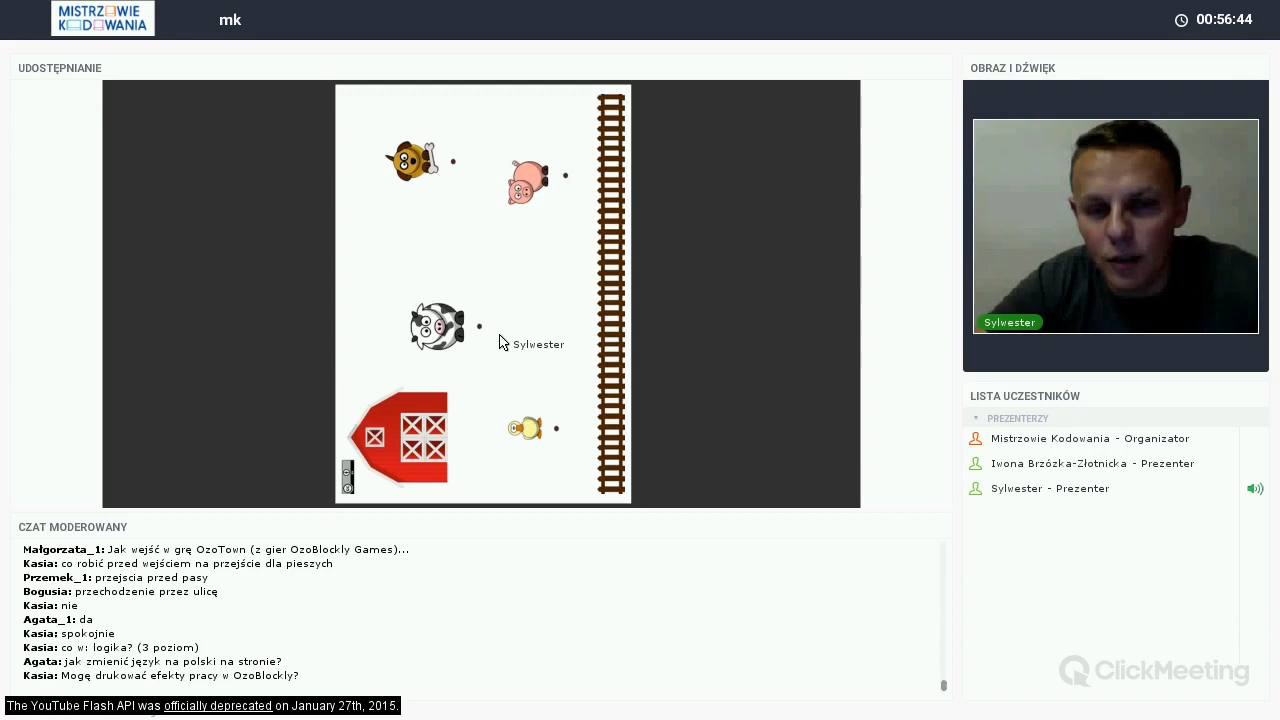 MISTRZOWIE
KODOWANIA
mk
00:56:44
UDOSTĘPNIANIE
OBRAZ I DŹWIĘK
Sylwester
Sylwester
LISTA UCZESTNIKÓW
PREZENTERZY
Mistrzowie Kodowania - Organizator
Iwona Brzózka-Złotnicka - Prezenter
Sylwester - Prezenter
CZAT MODEROWANY
Małgorzata_1: Jak wejść w grę OzoTown (z gier OzoBlockly Games)...
Kasia: co robić przed wejściem na przejście dla pieszych
Przemek_1: przejscia przed pasy
Bogusia: przechodzenie przez ulicę
Kasia: nie
Agata_1: da
Kasia: spokojnie
Kasia: co w: logika? (3 poziom)
Agata: jak zmienić język na polski na stronie?
Kasia: Mogę drukować efekty pracy w OzoBlockly?
ClickMeeting
The YouTube Flash API was officially deprecated on January 27th, 2015.